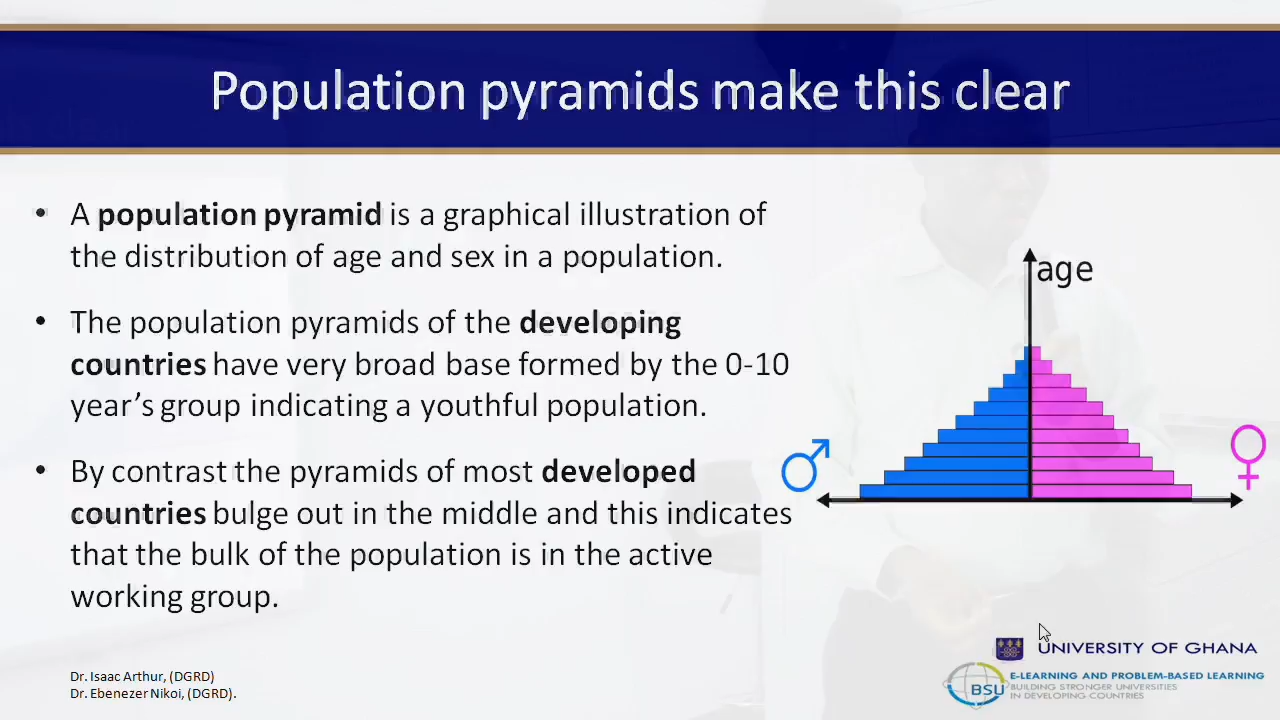 Population pyramids make this clear
• A population pyramid is a graphical illustration of
the distribution of age and sex in a population.
• The population pyramids of the developing
countries have very broad base formed by the 0-10
year's group indicating a youthful population.
• By contrast the pyramids of most developed
countries bulge out in the middle and this indicates
that the bulk of the population is in the active
working group.
age
Dr. Isaac Arthur, (DGRD)
Dr. Ebenezer Nikoi, (DGRD).
UNIVERSITY OF GHANA
BSU
E-LEARNING AND PROBLEM-BASED LEARNING
BUILDING STRONGER UNIVERSITIES
IN DEVELOPING COUNTRIES